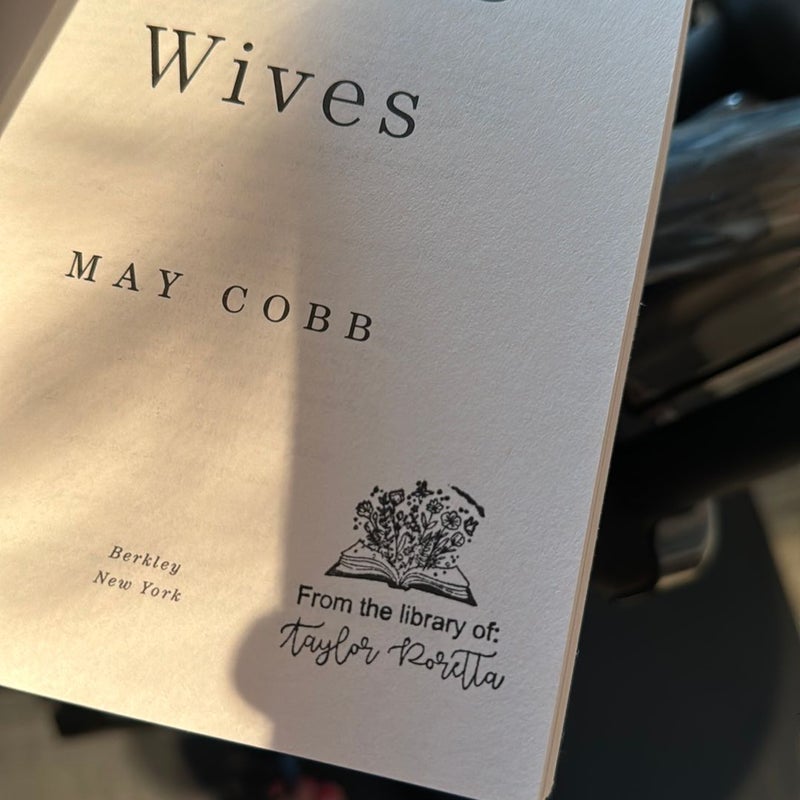 Wives
MAY COBB
Berkley
New York
From the library of:
Taylor Roretta